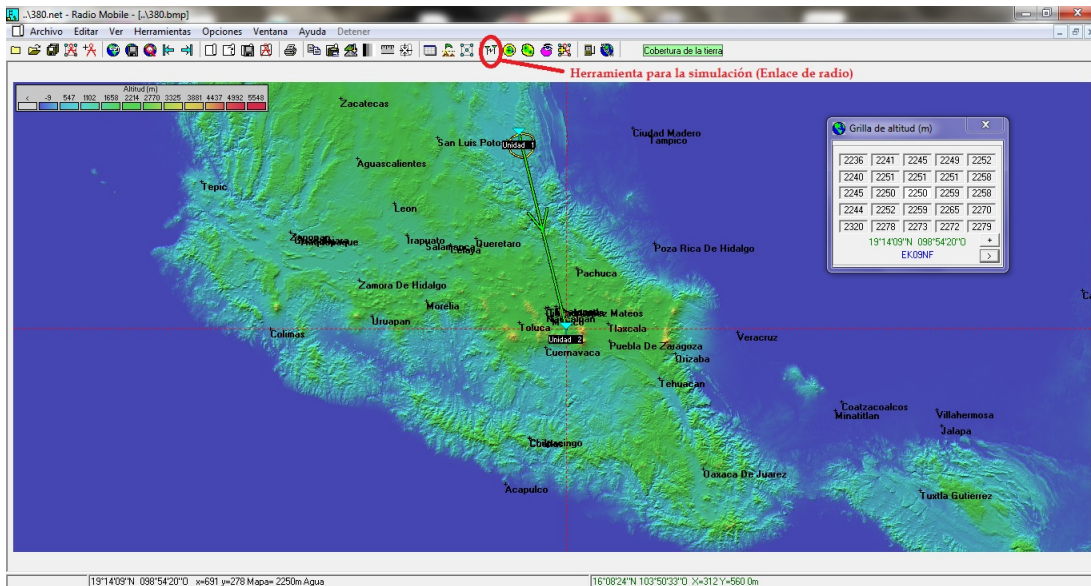 ..\380.net - Radio Mobile - [..\380.bmp]
Archivo Editar Ver Herramientas Opciones Ventana Ayuda Detener
Cobertura de la tierra
Herramienta para la simulación (Enlace de radio)
Altitud (m)
< -9 547 1102 1658 2214 2770 3325 3881 4437 4992 5548
Zacatecas
Ciudad Madero
Tampico
San Luis Poto
Unidad 1
Aguascalientes
Tepic
Leon
Irapuato
Salamanca
Celaya
Queretaro
Poza Rica De Hidalgo
Pachuca
Zamora De Hidalgo
Morelia
Uruapan
Colimas
Mateos
Toluca
Tlaxcala
Unidad 2
Puebla De Zaragoza
Veracruz
Cuernavaca
Orizaba
Tehuacan
Coatzacoalcos
Minatitlan
Villahermosa
Jalapa
Oaxaca De Juarez
Acapulco
Tuxtla Gutiérrez
Grilla de altitud (m)
2236 2241 2245 2249 2252
2240 2251 2251 2251 2258
2245 2250 2250 2259 2258
2244 2252 2259 2265 2270
2320 2278 2273 2272 2279
19°14'09"N 098°54'20"O
+
EK09NF
>
19°14'09"N 098°54'20"O x=691 y=278 Mapa= 2250m Agua
16°08'24"N 103°50'33"O X=312 Y=560 0m